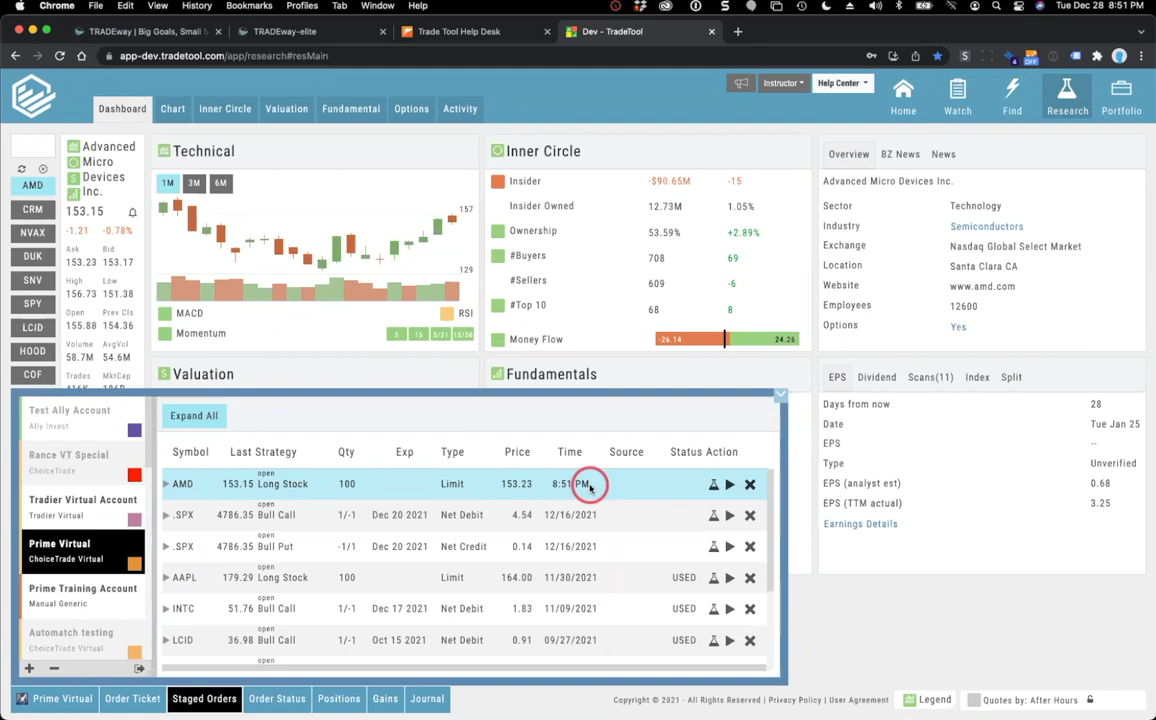 Chrome File Edit View History Bookmarks Profiles Tab Window Help Tue Dec 28 8:51 PM
TRADEway | Big Goals, Small S TRADEway-elite Trade Tool Help Desk Dev - TradeTool
app-dev.tradetool.com/app/research#resMain
Instructor Help Center
Dashboard Chart Inner Circle Valuation Fundamental Options Activity
Home Watch Find Research Portfolio
AMD
CRM
NVAX
DUK
SNV
SPY
LCID
HOOD
COF
Advanced
Micro
Devices
Inc.
153.15
-1.21 -0.78%
Ask Bid
153.23 153.17
High Low
156.73 151.38
Open Prev
155.88 154.36
Volume AvgVol
58.7M 54.6M
Trades MktCap
Technical
1M 3M 6M
157
129
MACD RSI
Momentum 5 15 5/21 15/30
Inner Circle
Insider -$90.65M -15
Insider Owned 12.73M 1.05%
Ownership 53.59% +2.89%
#Buyers 708 69
#Sellers 609 -6
#Top 10 68 8
Money Flow -26.14 24.26
Overview BZ News News
Advanced Micro Devices Inc.
Sector Technology
Industry Semiconductors
Exchange Nasdaq Global Select Market
Location Santa Clara CA
Website www.amd.com
Employees 12600
Options Yes
Valuation
Fundamentals
EPS Dividend Scans(11) Index Split
Days from now 28
Date Tue Jan 25
EPS --
Type Unverified
EPS (analyst est) 0.68
EPS (TTM actual) 3.25
Earnings Details
Test Ally Account
Ally Invest
Rance VT Special
ChoiceTrade
Tradier Virtual Account
Tradier Virtual
Prime Virtual
ChoiceTrade Virtual
Prime Training Account
Manual Generic
Automatch testing
ChoiceTrade Virtual
Expand All
Symbol Last Strategy Qty Exp Type Price Time Source Status Action
open
AMD 153.15 Long Stock 100 Limit 153.23 8:51 PM
open
.SPX 4786.35 Bull Call 1/-1 Dec 20 2021 Net Debit 4.54 12/16/2021
open
.SPX 4786.35 Bull Put -1/1 Dec 20 2021 Net Credit 0.14 12/16/2021
open
AAPL 179.29 Long Stock 100 Limit 164.00 11/30/2021 USED
open
INTC 51.76 Bull Call 1/-1 Dec 17 2021 Net Debit 1.83 11/09/2021 USED
open
LCID 36.98 Bull Call 1/-1 Oct 15 2021 Net Debit 0.91 09/27/2021 USED
open
Prime Virtual Order Ticket Staged Orders Order Status Positions Gains Journal
Copyright © 2021 - All Rights Reserved | Privacy Policy | User Agreement Legend Quotes by: After Hours